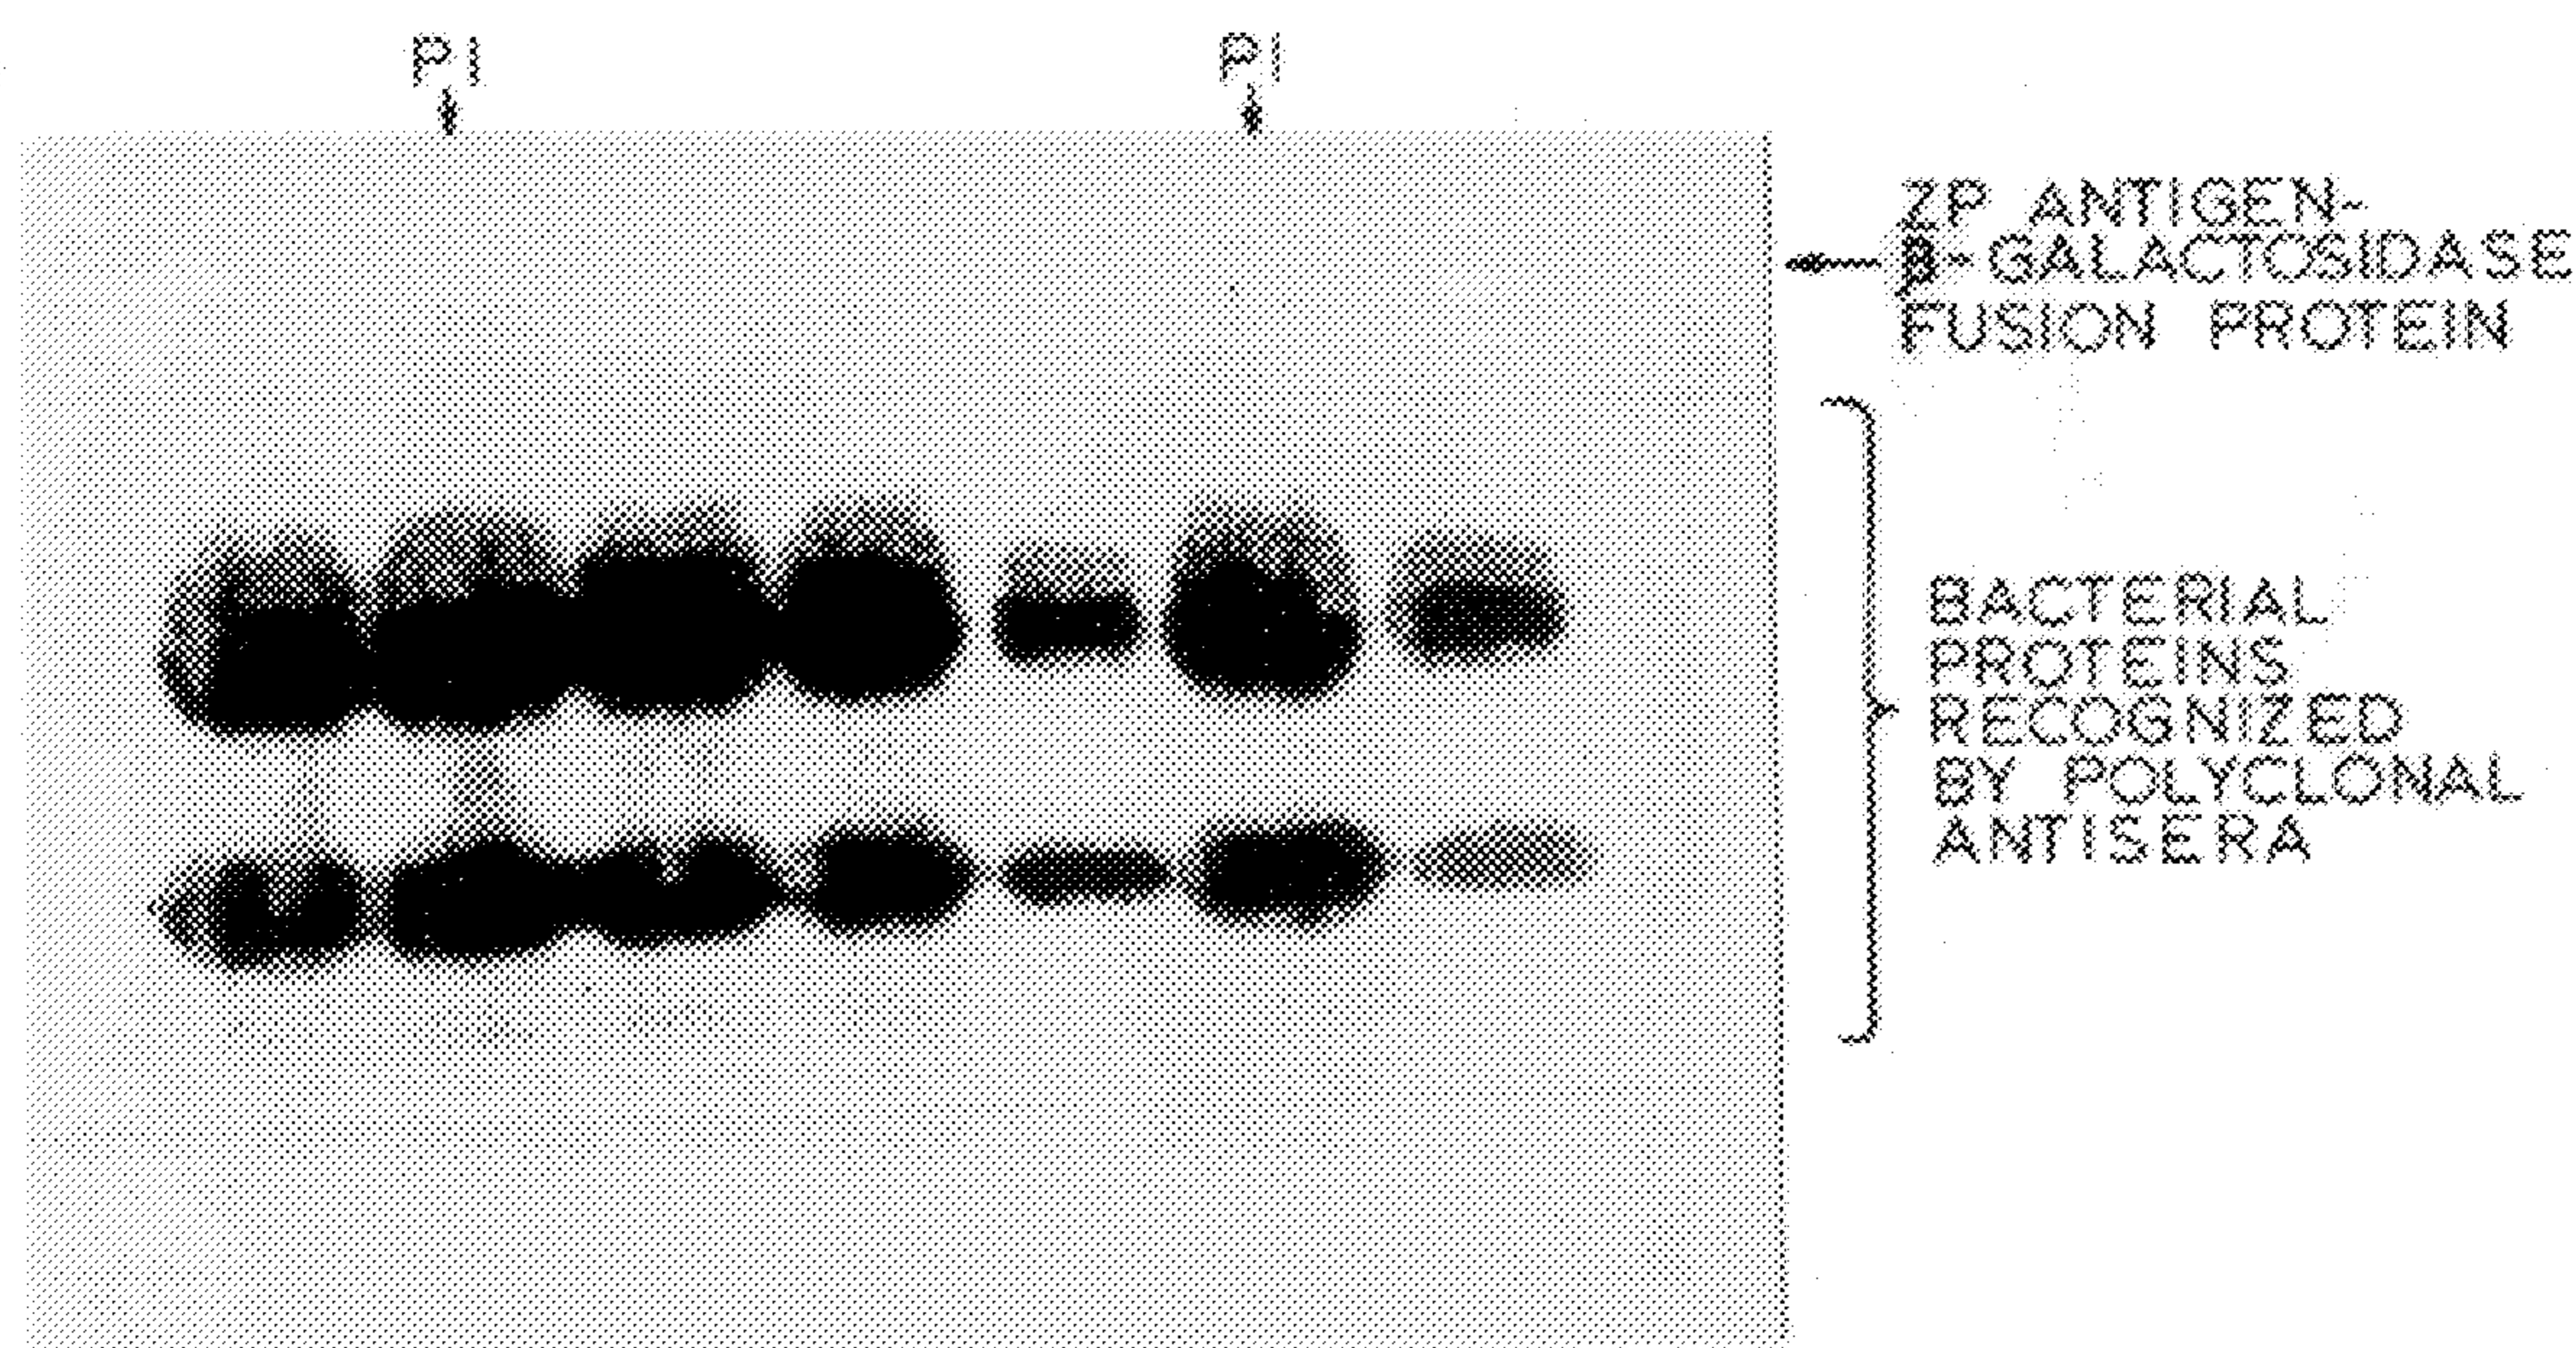 PI PI
ZP ANTIGEN-
β-GALACTOSIDASE
FUSION PROTEIN
BACTERIAL
PROTEINS
RECOGNIZED
BY POLYCLONAL
ANTISERA